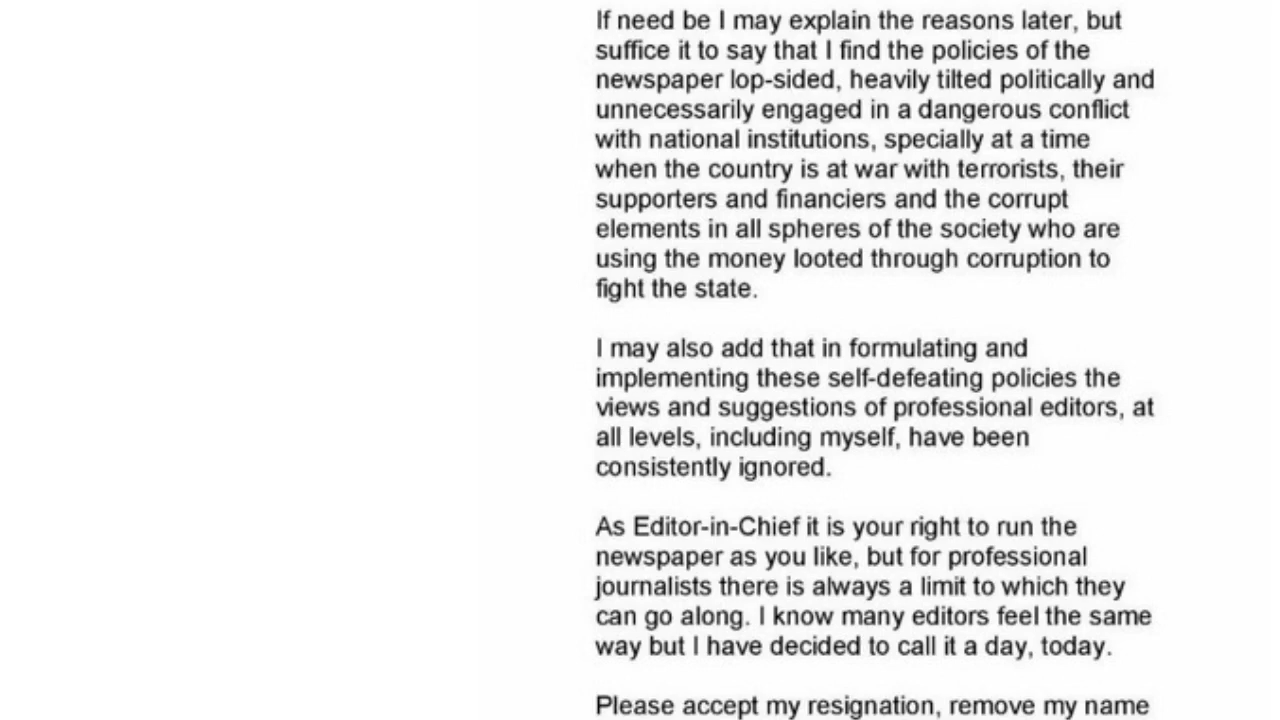 If need be I may explain the reasons later, but
suffice it to say that I find the policies of the
newspaper lop-sided, heavily tilted politically and
unnecessarily engaged in a dangerous conflict
with national institutions, specially at a time
when the country is at war with terrorists, their
supporters and financiers and the corrupt
elements in all spheres of the society who are
using the money looted through corruption to
fight the state.
I may also add that in formulating and
implementing these self-defeating policies the
views and suggestions of professional editors, at
all levels, including myself, have been
consistently ignored.
As Editor-in-Chief it is your right to run the
newspaper as you like, but for professional
journalists there is always a limit to which they
can go along. I know many editors feel the same
way but I have decided to call it a day, today.
Please accept my resignation, remove my name